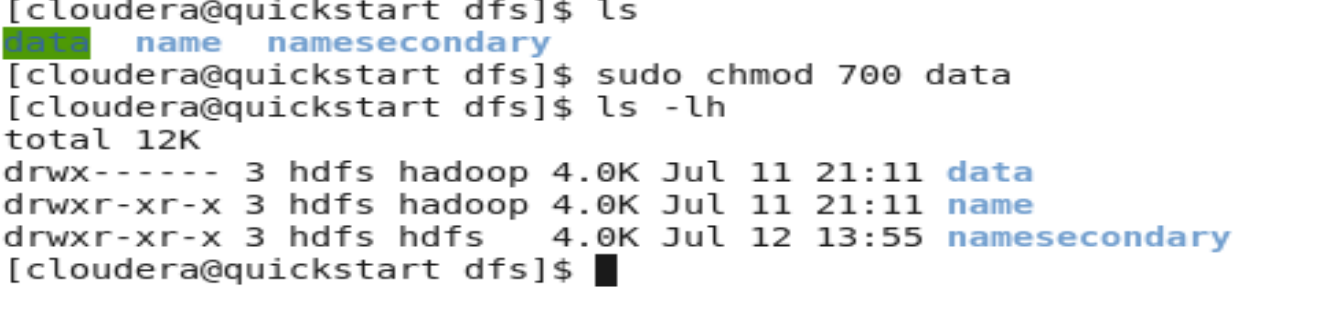 [cloudera@quickstart dfs]$ ls
data  name  namesecondary
[cloudera@quickstart dfs]$ sudo chmod 700 data
[cloudera@quickstart dfs]$ ls -lh
total 12K
drwx------ 3 hdfs hadoop 4.0K Jul 11 21:11 data
drwxr-xr-x 3 hdfs hadoop 4.0K Jul 11 21:11 name
drwxr-xr-x 3 hdfs hdfs   4.0K Jul 12 13:55 namesecondary
[cloudera@quickstart dfs]$